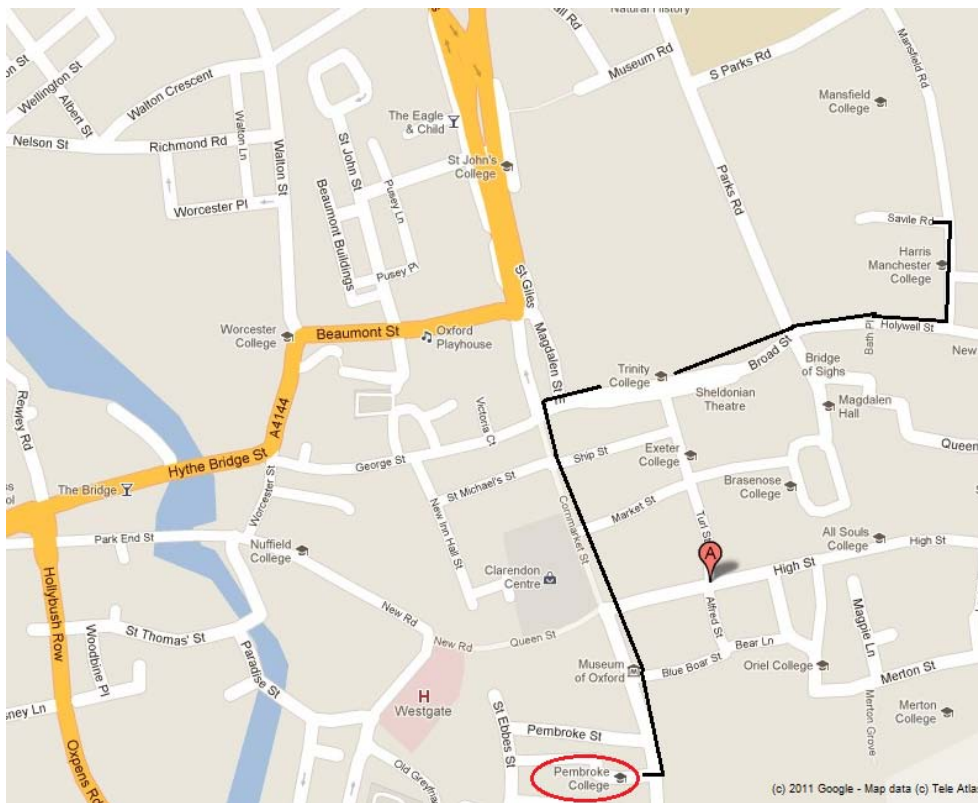 Natural History
Museum Rd
S Parks Rd
Mansfield Rd
Wellington St
Albert St
Walton Crescent
The Eagle
& Child
Mansfield
College
Nelson St
Richmond Rd
Walton Ln
Walton St
St John St
St John's
College
Pusey Ln
Parks Rd
Worcester Pl
Beaumont Buildings
Savile Rd
Pusey Pl
Harris
Manchester
College
St Giles
Worcester
College
Beaumont St
Oxford
Playhouse
Magdalen St E
Holywell St
Bath Pl
New
Broad St
Trinity
College
Bridge
of Sighs
Sheldonian
Theatre
Magdalen
Hall
Rewley Rd
A4144
Victoria Ct
Hythe Bridge St
George St
Ship St
Exeter
College
Queen
The Bridge
Worcester St
St Michael's St
Brasenose
College
New Inn Hall St
Cornmarket St
Market St
Turl St
Park End St
Nuffield
College
All Souls
College
High St
A
Clarendon
Centre
High St
Hollybush Row
New Rd
Alfred St
St Thomas' St
New Rd
Queen St
Bear Ln
Magpie Ln
Woodbine Pl
Paradise St
Museum
of Oxford
Blue Boar St
Oriel College
Merton St
H
Westgate
Merton
College
Merton Grove
St Ebbes St
Pembroke St
Oxpens Rd
Pembroke
College
(c) 2011 Google - Map data (c) Tele Atla